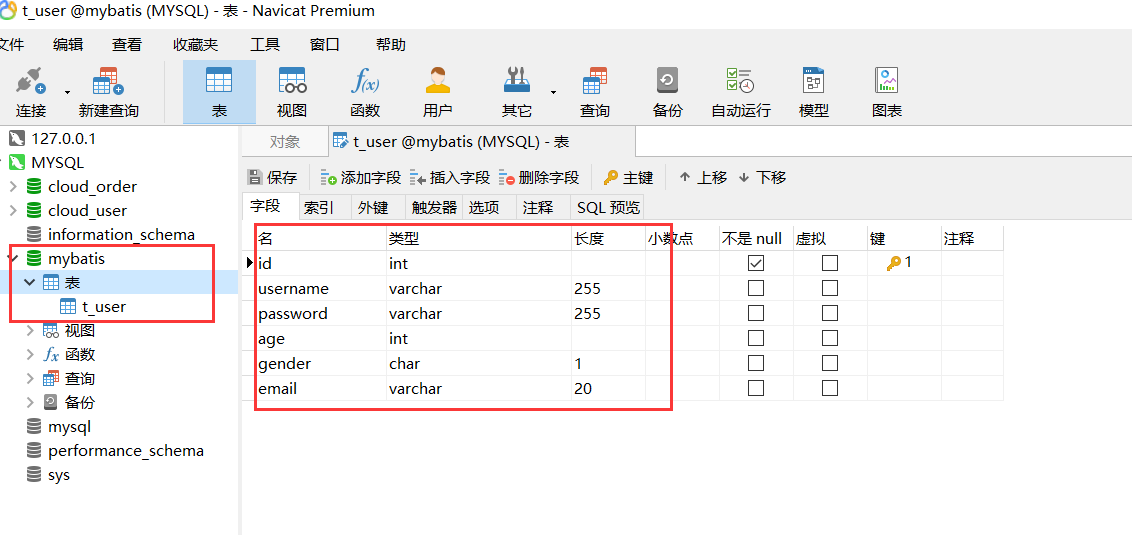 t_user @mybatis (MYSQL) - 表 - Navicat Premium
文件 编辑 查看 收藏夹 工具 窗口 帮助
连接 新建查询 表 视图 函数 用户 其它 查询 备份 自动运行 模型 图表
127.0.0.1
MYSQL
cloud_order
cloud_user
information_schema
mybatis
表
t_user
视图
函数
查询
备份
mysql
performance_schema
sys
对象 t_user @mybatis (MYSQL) - 表
保存 添加字段 插入字段 删除字段 主键 上移 下移
字段 索引 外键 触发器 选项 注释 SQL 预览
名 类型 长度 小数点 不是 null 虚拟 键 注释
id int 1
username varchar 255
password varchar 255
age int
gender char 1
email varchar 20